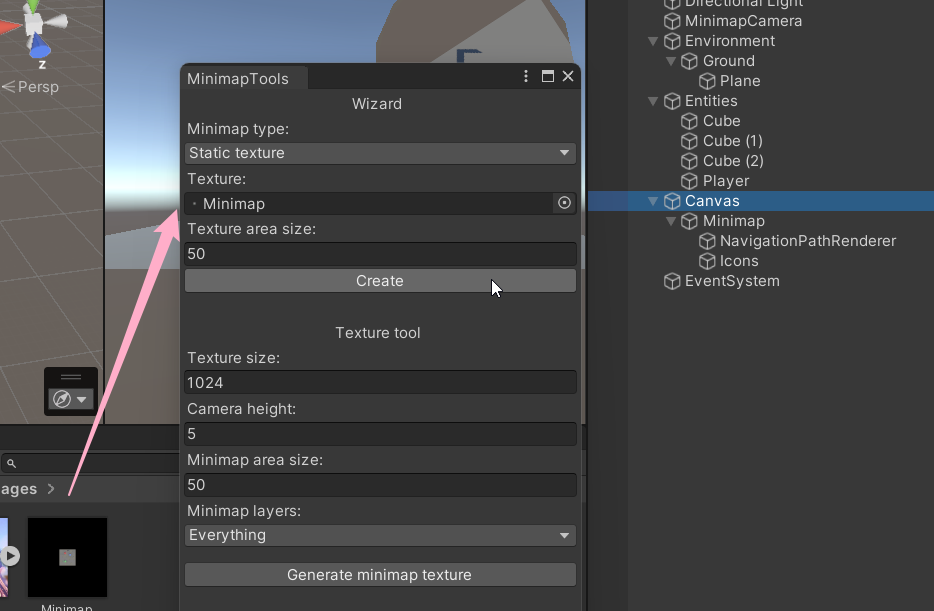 Directional Light
MinimapCamera
Environment
Ground
Plane
Entities
Cube
Cube (1)
Cube (2)
Player
Canvas
Minimap
NavigationPathRenderer
Icons
EventSystem
z
Persp
MinimapTools
Wizard
Minimap type:
Static texture
Texture:
Minimap
Texture area size:
50
Create
Texture tool
Texture size:
1024
Camera height:
5
Minimap area size:
50
Minimap layers:
Everything
Generate minimap texture
ages
Minimap